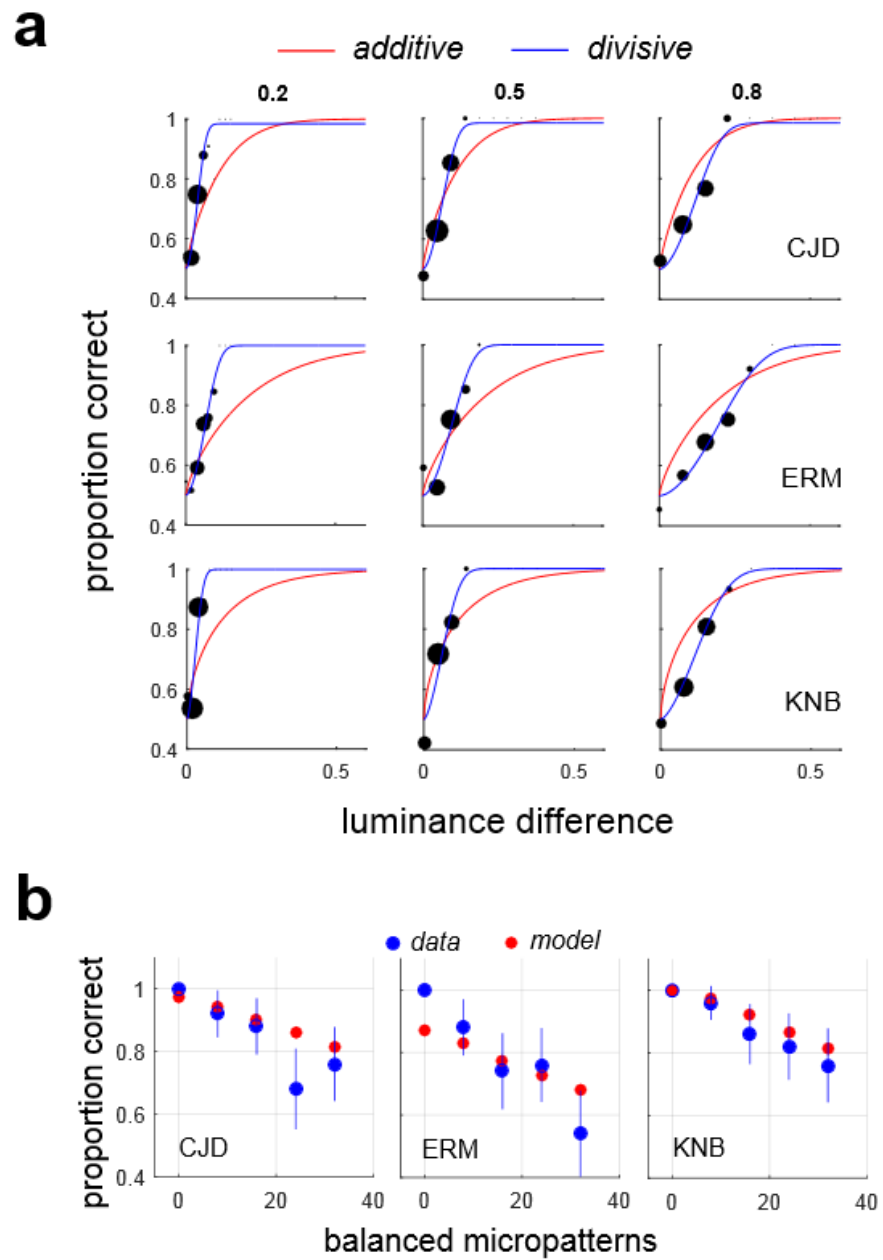 a
additive divisive
0.2 0.5 0.8
1
0.8
0.6
0.4
CJD
1
0.8
0.6
0.4
ERM
1
0.8
0.6
0.4
KNB
0 0.5 0 0.5 0 0.5
proportion correct
luminance difference
b
data model
proportion correct
1
0.8
0.6
0.4
CJD ERM KNB
0 20 40 0 20 40 0 20 40
balanced micropatterns